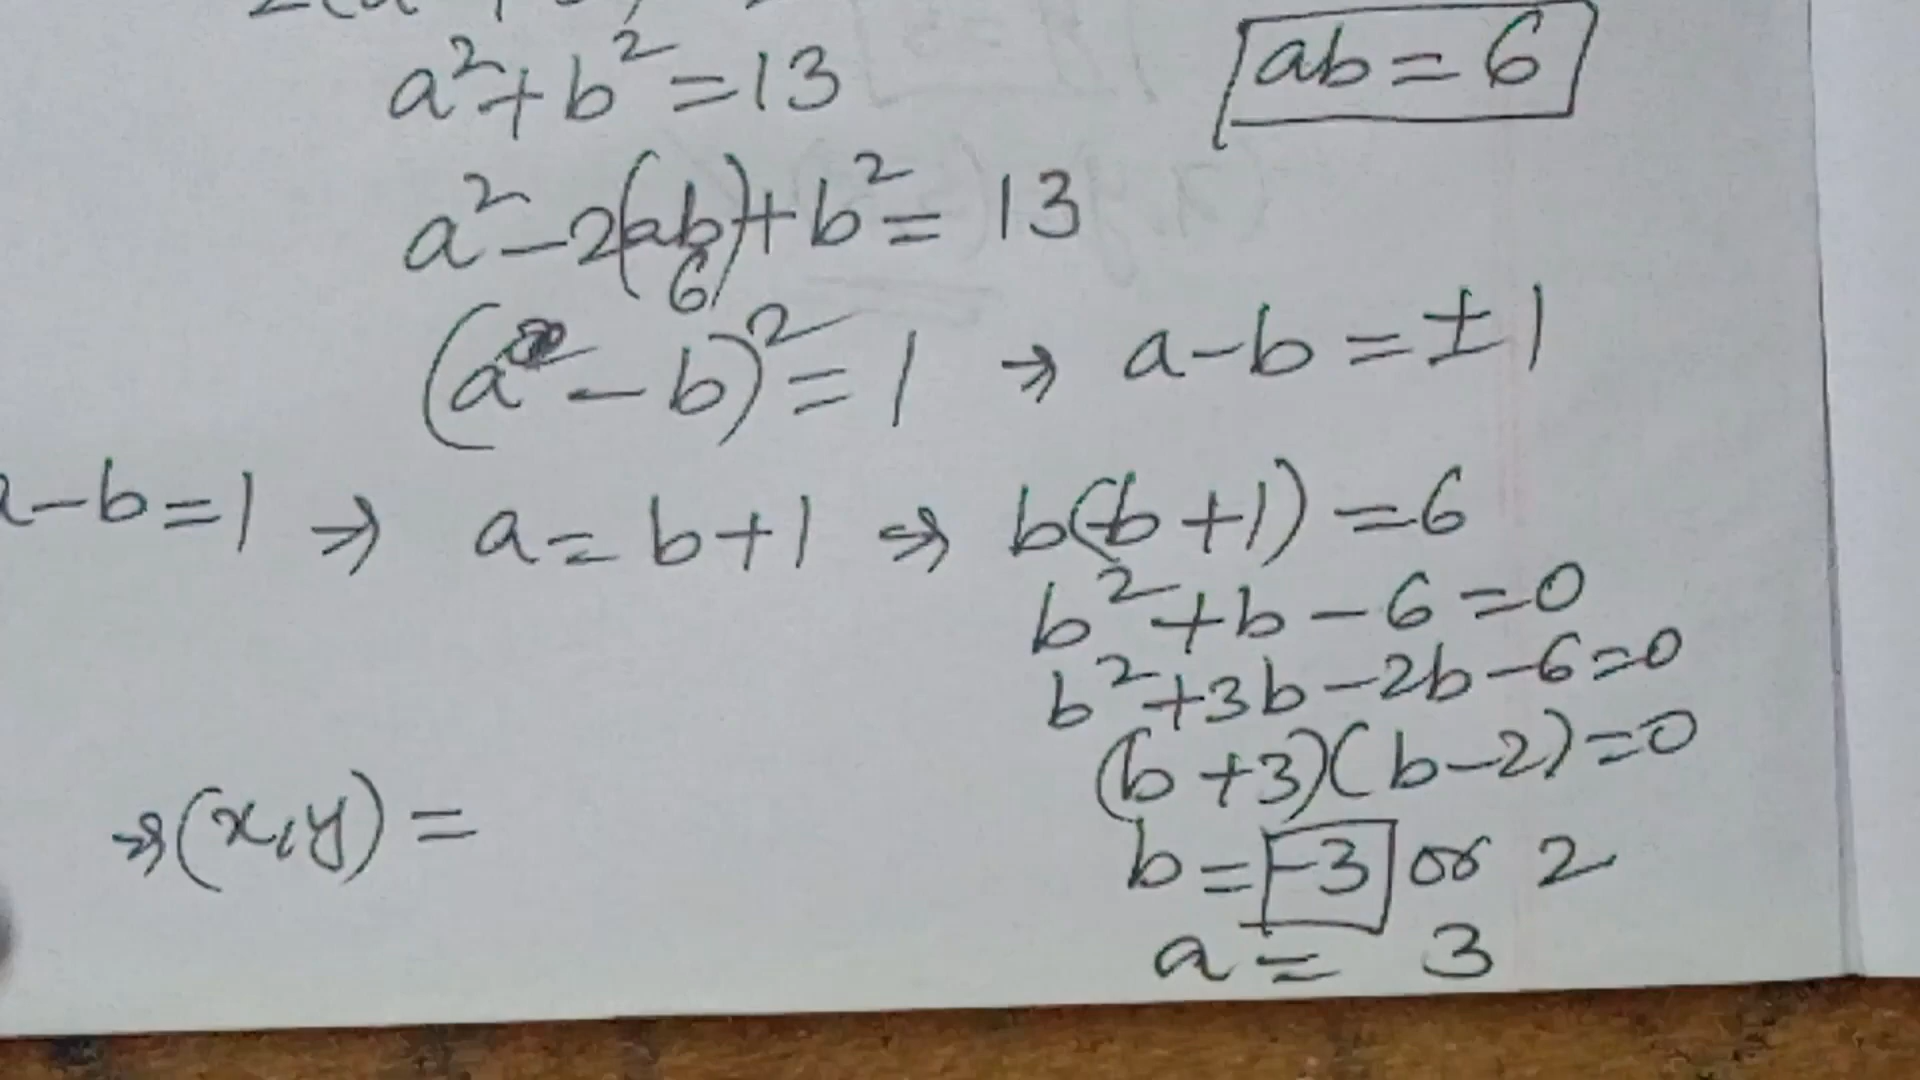 a² + b² = 13
ab = 6
a² - 2(ab) + b² = 13
6
(a - b)² = 1 → a - b = ± 1
a - b = 1 ⇒ a = b + 1 ⇒ b(b + 1) = 6
b² + b - 6 = 0
b² + 3b - 2b - 6 = 0
(b + 3)(b - 2) = 0
⇒ (x, y) =
b = -3 or 2
a = 3